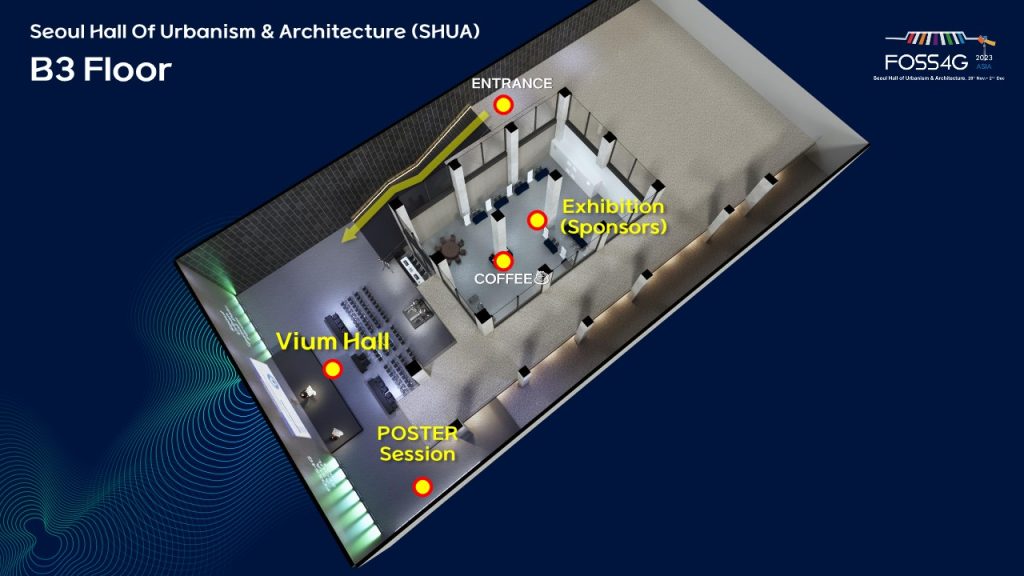 Seoul Hall Of Urbanism & Architecture (SHUA)
B3 Floor
FOSS4G
2023
ASIA
Seoul Hall of Urbanism & Architecture, 28th Nov - 2nd Dec
ENTRANCE
Exhibition
(Sponsors)
COFFEE
Vium Hall
POSTER
Session